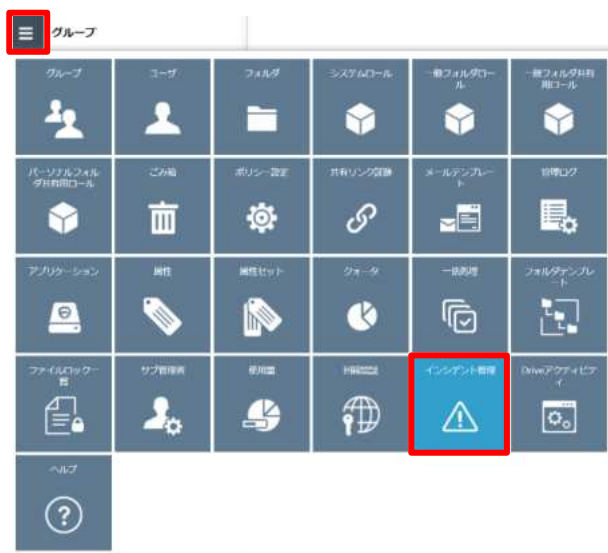 グループ
グループ
ユーザ
フォルダ
システムロール
一般フォルダロー
ル
一般フォルダ共有
用ロール
パーソナルフォル
ダ共有用ロール
ごみ箱
ポリシー設定
共有リンク証跡
メールテンプレー
ト
管理ログ
アプリケーション
属性
属性セット
クォータ
一括処理
フォルダテンプレ
ート
ファイルロック一
覧
サブ管理者
使用量
インシデント管理
Driveアクティビテ
ィ
ヘルプ